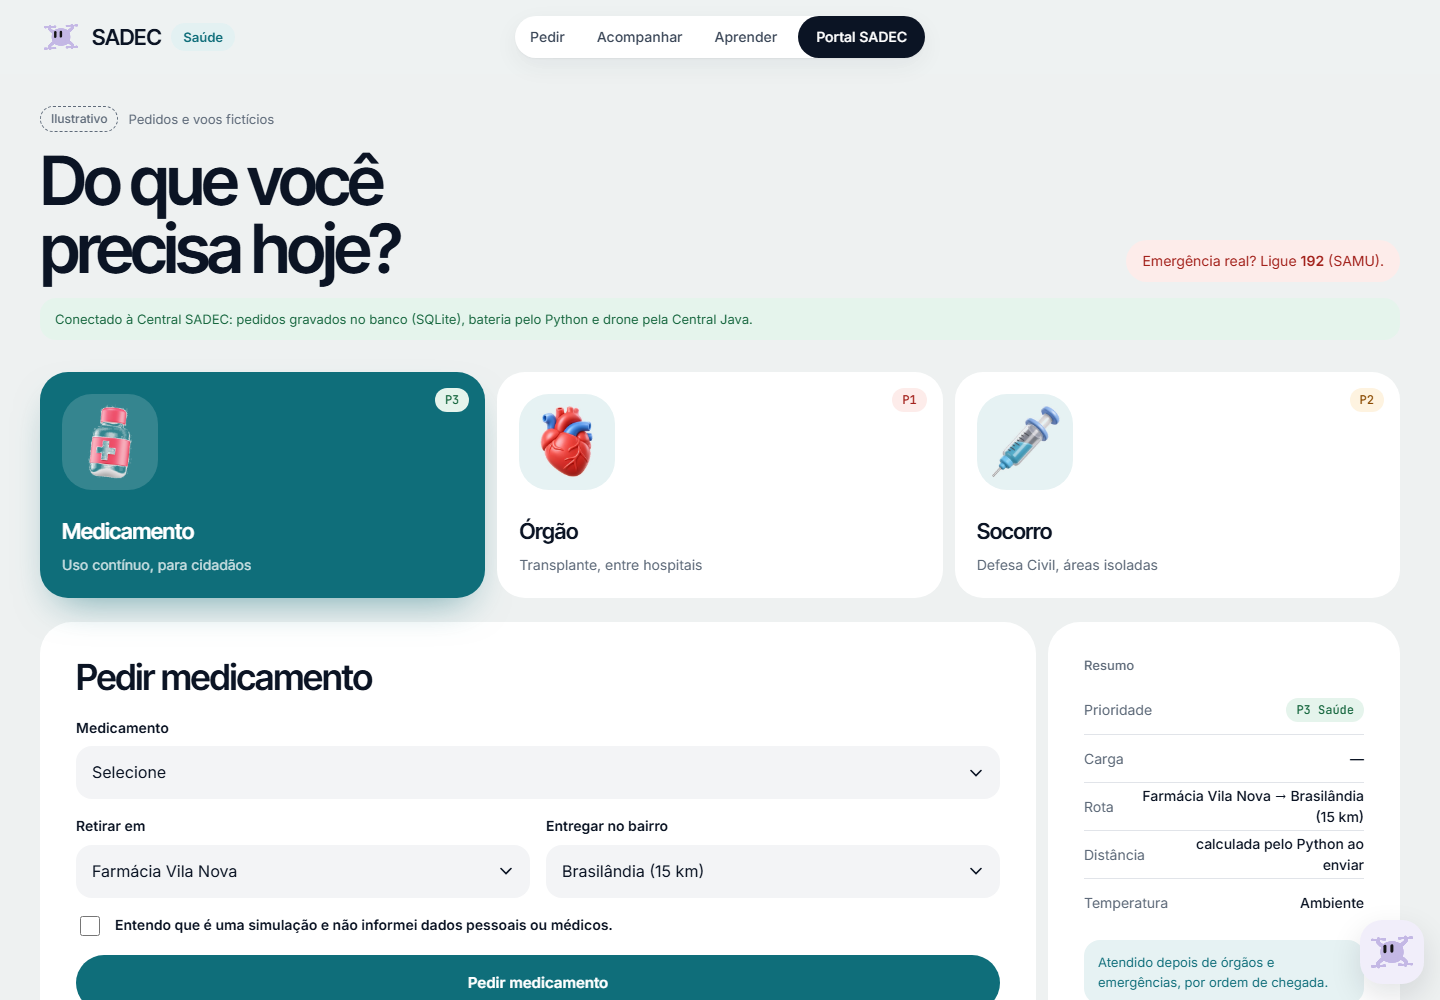 SADEC
Saúde
Pedir
Acompanhar
Aprender
Portal SADEC
Ilustrativo
Pedidos e voos fictícios
Do que você
precisa hoje?
Emergência real? Ligue 192 (SAMU).
Conectado à Central SADEC: pedidos gravados no banco (SQLite), bateria pelo Python e drone pela Central Java.
P3
Medicamento
Uso contínuo, para cidadãos
P1
Órgão
Transplante, entre hospitais
P2
Socorro
Defesa Civil, áreas isoladas
Pedir medicamento
Medicamento
Selecione
Retirar em
Farmácia Vila Nova
Entregar no bairro
Brasilândia (15 km)
Entendo que é uma simulação e não informei dados pessoais ou médicos.
Pedir medicamento
Resumo
Prioridade
P3 Saúde
Carga
—
Rota
Farmácia Vila Nova → Brasilândia
(15 km)
Distância
calculada pelo Python ao
enviar
Temperatura
Ambiente
Atendido depois de órgãos e
emergências, por ordem de chegada.